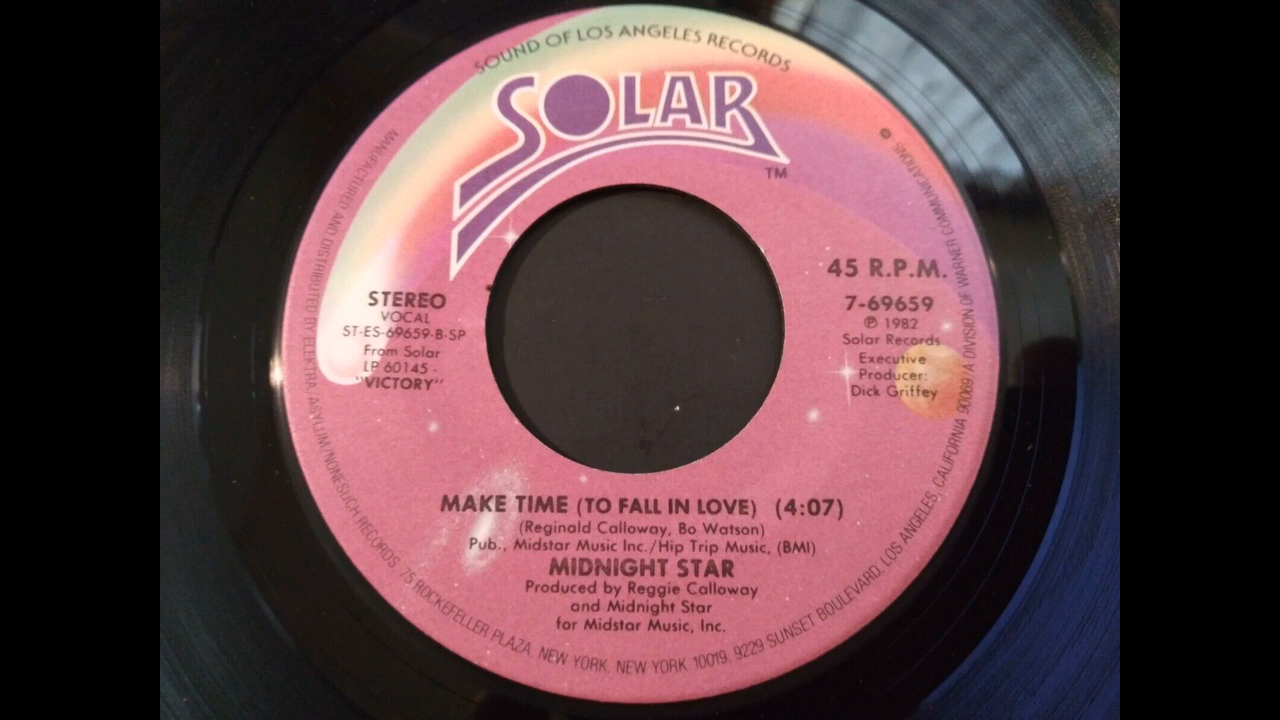 SOUND OF LOS ANGELES RECORDS
SOLAR
TM
STEREO
VOCAL
ST-ES-69659-B-SP
From Solar
LP 60145 -
"VICTORY"
45 R.P.M.
7-69659
℗ 1982
Solar Records
Executive
Producer:
Dick Griffey
MAKE TIME (TO FALL IN LOVE) (4:07)
(Reginald Calloway, Bo Watson)
Pub., Midstar Music Inc./Hip Trip Music, (BMI)
MIDNIGHT STAR
Produced by Reggie Calloway
and Midnight Star
for Midstar Music, Inc.
MANUFACTURED AND DISTRIBUTED BY ELEKTRA/ASYLUM/NONESUCH RECORDS, 75 ROCKEFELLER PLAZA, NEW YORK, NEW YORK 10019. 9229 SUNSET BOULEVARD, LOS ANGELES, CALIFORNIA 90069/A DIVISION OF WARNER COMMUNICATIONS